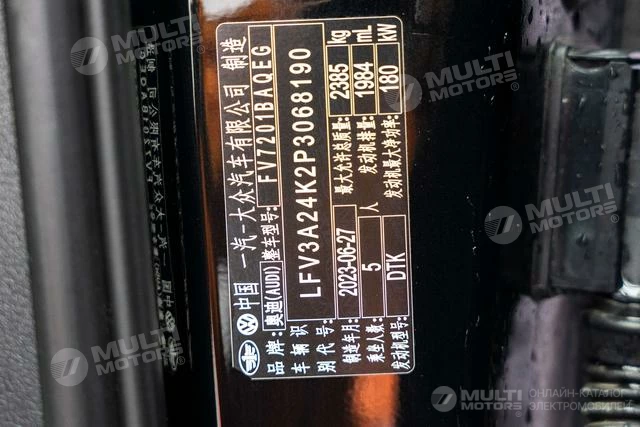 中国 一汽-大众汽车有限公司 制造
品牌: 奥迪(AUDI) 整车型号: FV7201BAQEG
车辆识别代号: LFV3A24K2P3068190
制造年月: 2023-06-27 最大允许总质量: 2385 kg
乘坐人数: 5 人 发动机排量: 1984 mL
发动机型号: DTK 发动机最大净功率: 180 kW
MULTI MOTORS
MULTI MOTORS
MULTI MOTORS
MULTI MOTORS
MULTI MOTORS
MULTI MOTORS
ОНЛАЙН-КАТАЛОГ
ЭЛЕКТРОМОБИЛЕЙ